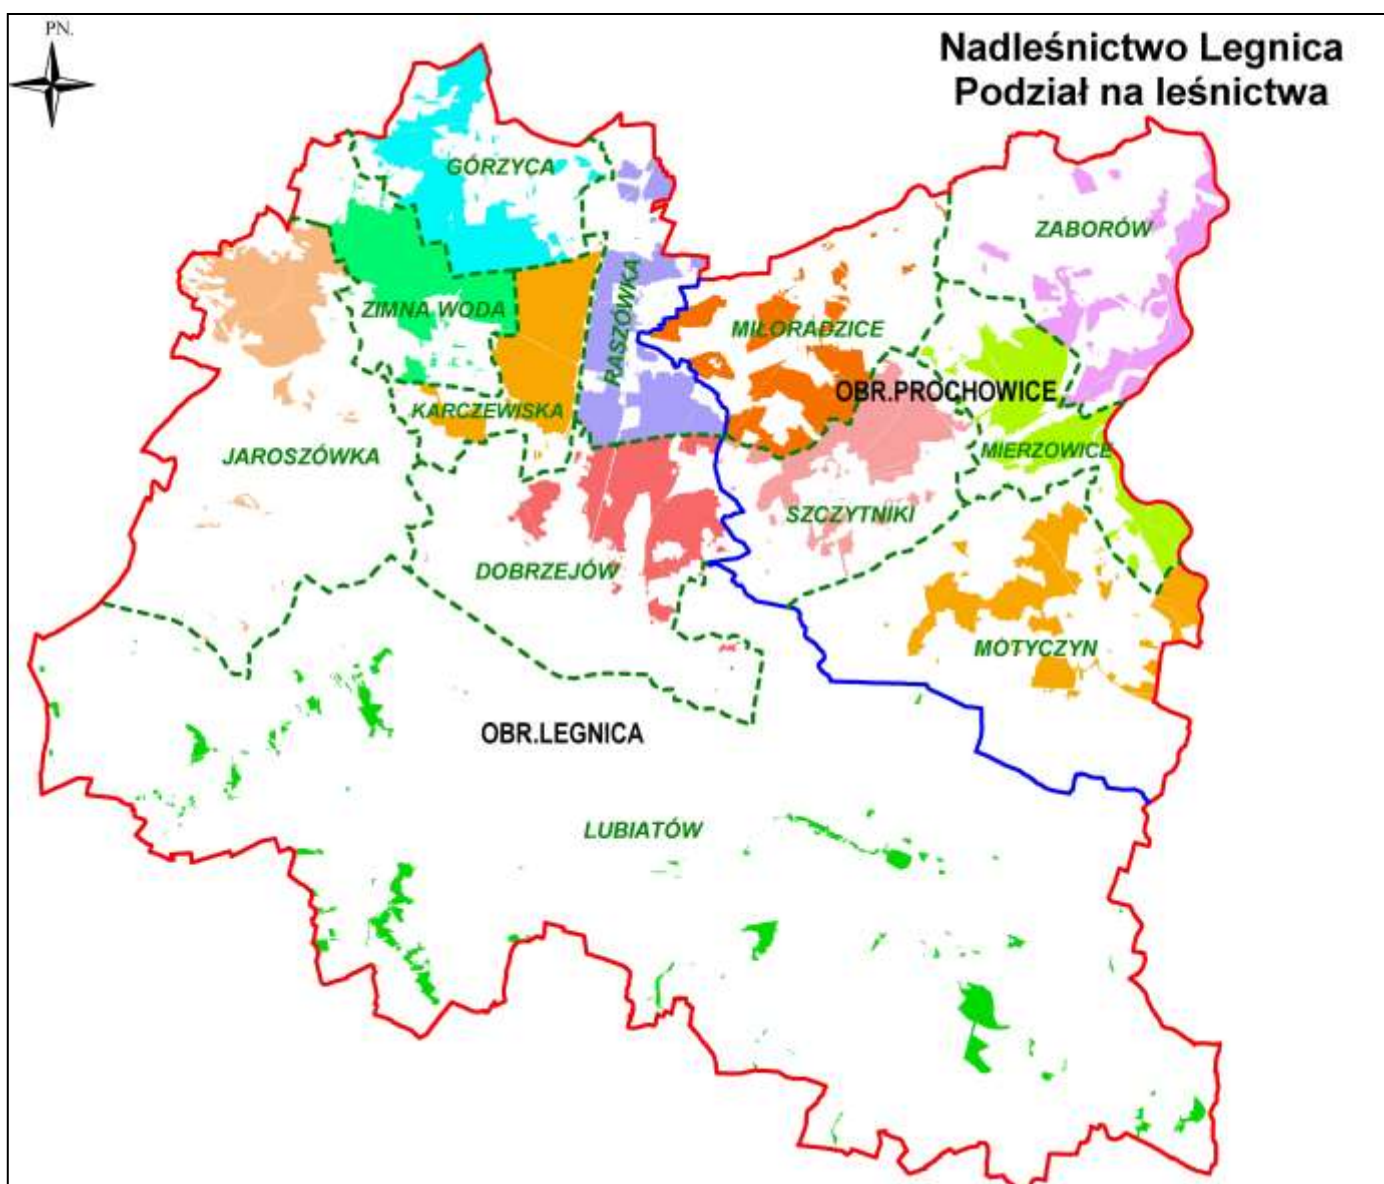 PN.
Nadleśnictwo Legnica
Podział na leśnictwa
GÓRZYCA
ZABORÓW
ZIMNA WODA
RASZÓWKA
MIŁORADZICE
OBR.PROCHOWICE
KARCZEWISKA
JAROSZÓWKA
MIERZOWICE
SZCZYTNIKI
DOBRZEJÓW
MOTYCZYN
OBR.LEGNICA
LUBIATÓW